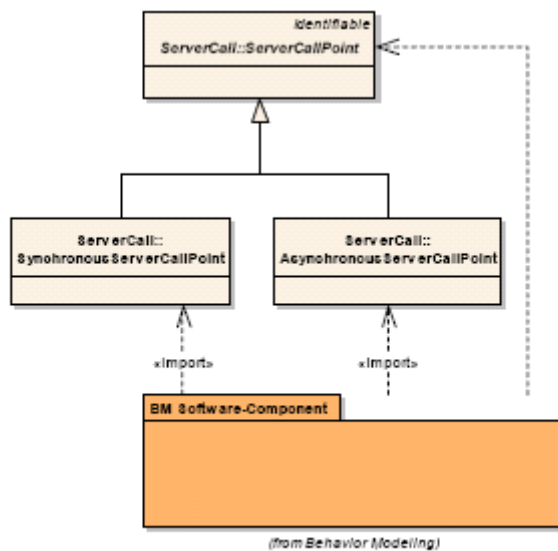 Identifiable
ServerCall::ServerCallPoint
ServerCall::
SynchronousServerCallPoint
ServerCall::
AsynchronousServerCallPoint
«import»
«import»
BM Software-Component
(from Behavior Modeling)